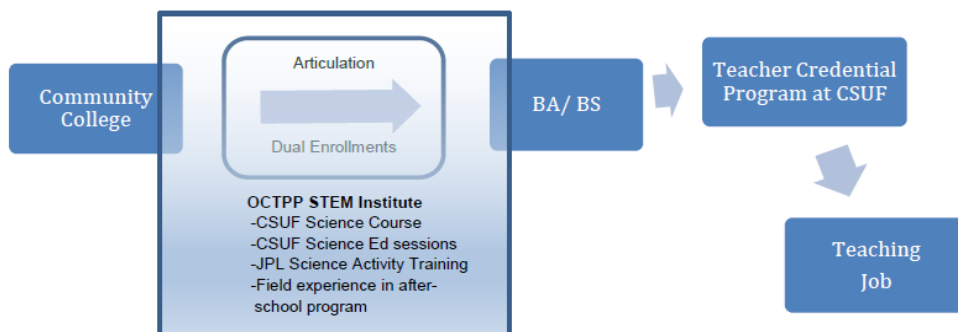 Community
College
Articulation
Dual Enrollments
OCTPP STEM Institute
-CSUF Science Course
-CSUF Science Ed sessions
-JPL Science Activity Training
-Field experience in after-
school program
BA/ BS
Teacher Credential
Program at CSUF
Teaching
Job